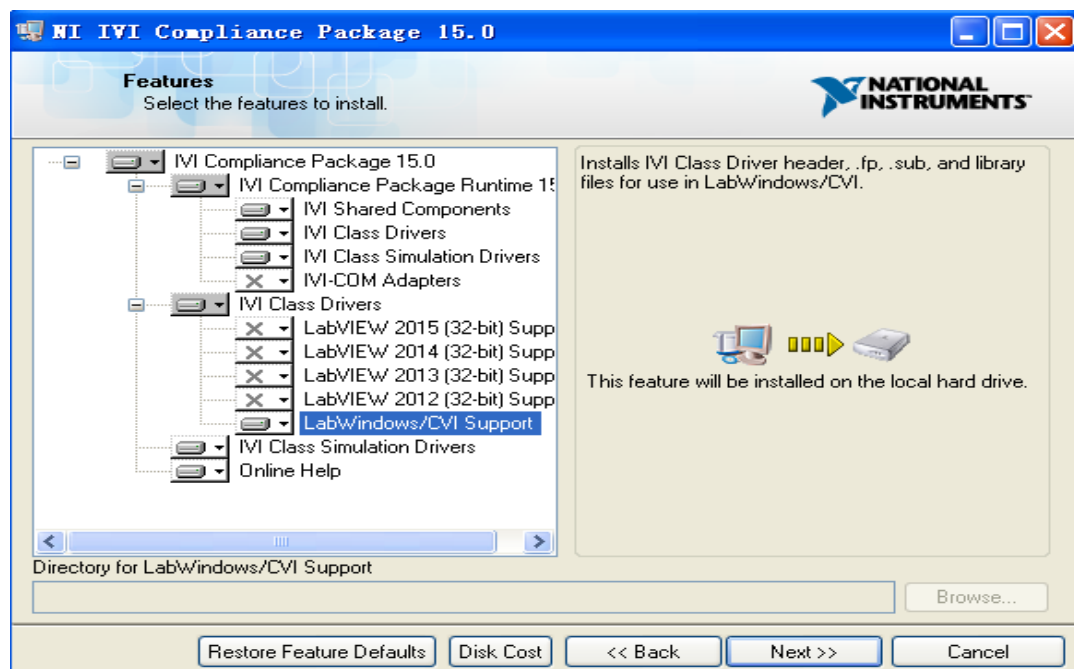 NI IVI Compliance Package 15.0
Features
Select the features to install.
NATIONAL
INSTRUMENTS
IVI Compliance Package 15.0
IVI Compliance Package Runtime 15
IVI Shared Components
IVI Class Drivers
IVI Class Simulation Drivers
IVI-COM Adapters
IVI Class Drivers
LabVIEW 2015 (32-bit) Supp
LabVIEW 2014 (32-bit) Supp
LabVIEW 2013 (32-bit) Supp
LabVIEW 2012 (32-bit) Supp
LabWindows/CVI Support
IVI Class Simulation Drivers
Online Help
Installs IVI Class Driver header, .fp, .sub, and library
files for use in LabWindows/CVI.
This feature will be installed on the local hard drive.
Directory for LabWindows/CVI Support
Browse...
Restore Feature Defaults
Disk Cost
<< Back
Next >>
Cancel